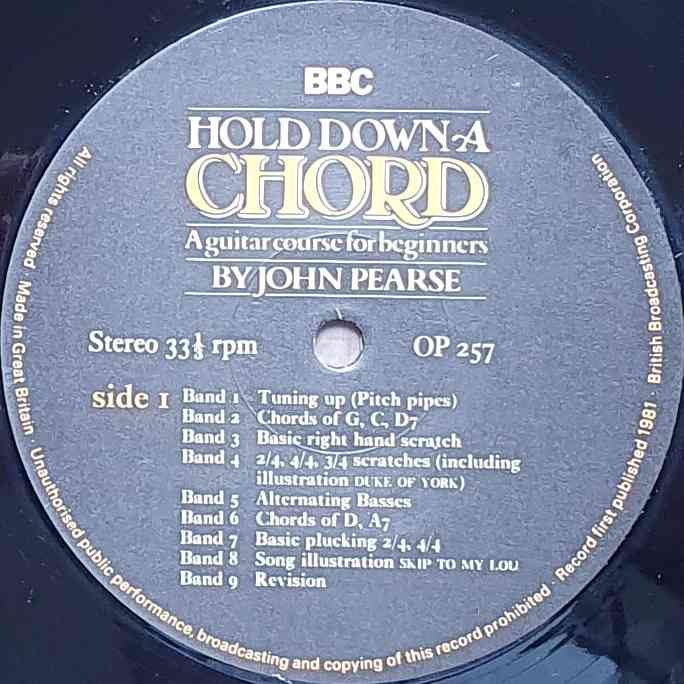 BBC
HOLD DOWN A
CHORD
A guitar course for beginners
BY JOHN PEARSE
Stereo 33⅓ rpm
OP 257
side 1
Band 1 Tuning up (Pitch pipes)
Band 2 Chords of G, C, D7
Band 3 Basic right hand scratch
Band 4 2/4, 4/4, 3/4 scratches (including
illustration DUKE OF YORK)
Band 5 Alternating Basses
Band 6 Chords of D, A7
Band 7 Basic plucking 2/4, 4/4
Band 8 Song illustration SKIP TO MY LOU
Band 9 Revision
All rights reserved · Made in Great Britain · Unauthorised public performance, broadcasting and copying of this record prohibited · Record first published 1981 · British Broadcasting Corporation